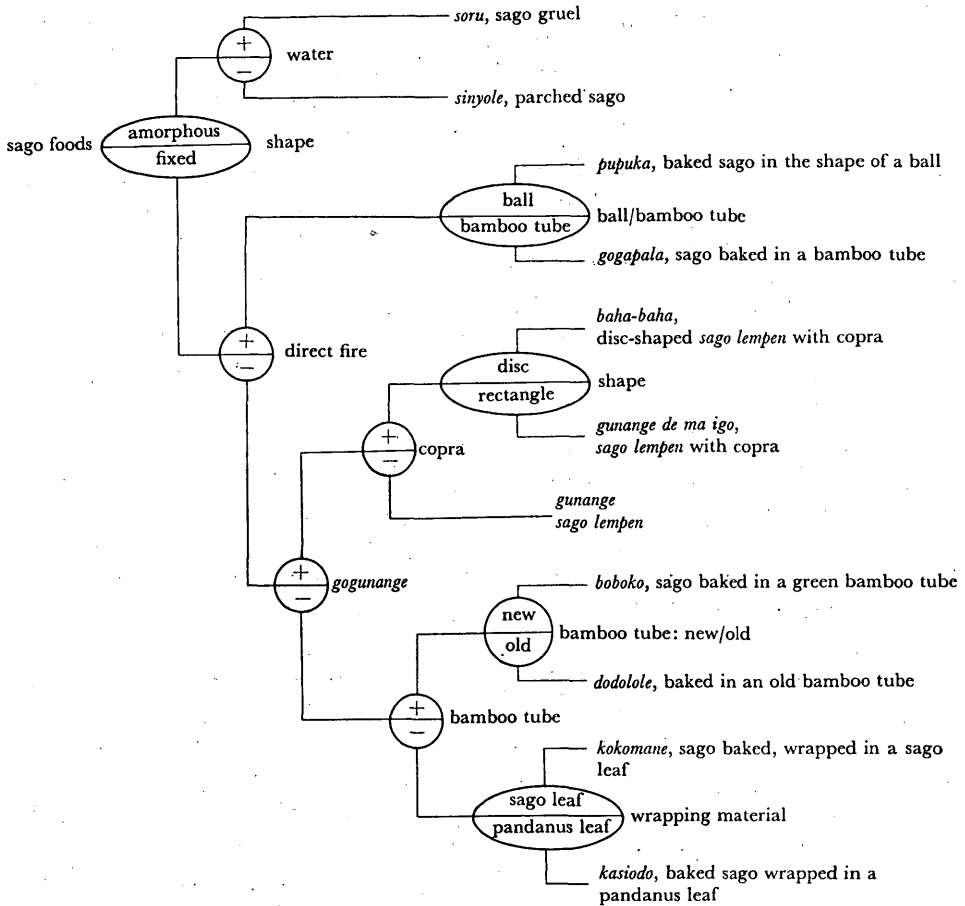 soru, sago gruel
+
−
water
sinyole, parched sago
sago foods
amorphous
fixed
shape
pupuka, baked sago in the shape of a ball
ball
bamboo tube
ball/bamboo tube
gogapala, sago baked in a bamboo tube
baha-baha,
disc-shaped sago lempen with copra
+
−
direct fire
disc
rectangle
shape
gunange de ma igo,
sago lempen with copra
+
−
copra
gunange
sago lempen
+
−
gogunange
boboko, sago baked in a green bamboo tube
new
old
bamboo tube: new/old
dodolole, baked in an old bamboo tube
+
−
bamboo tube
kokomane, sago baked, wrapped in a sago
leaf
sago leaf
pandanus leaf
wrapping material
kasiodo, baked sago wrapped in a
pandanus leaf